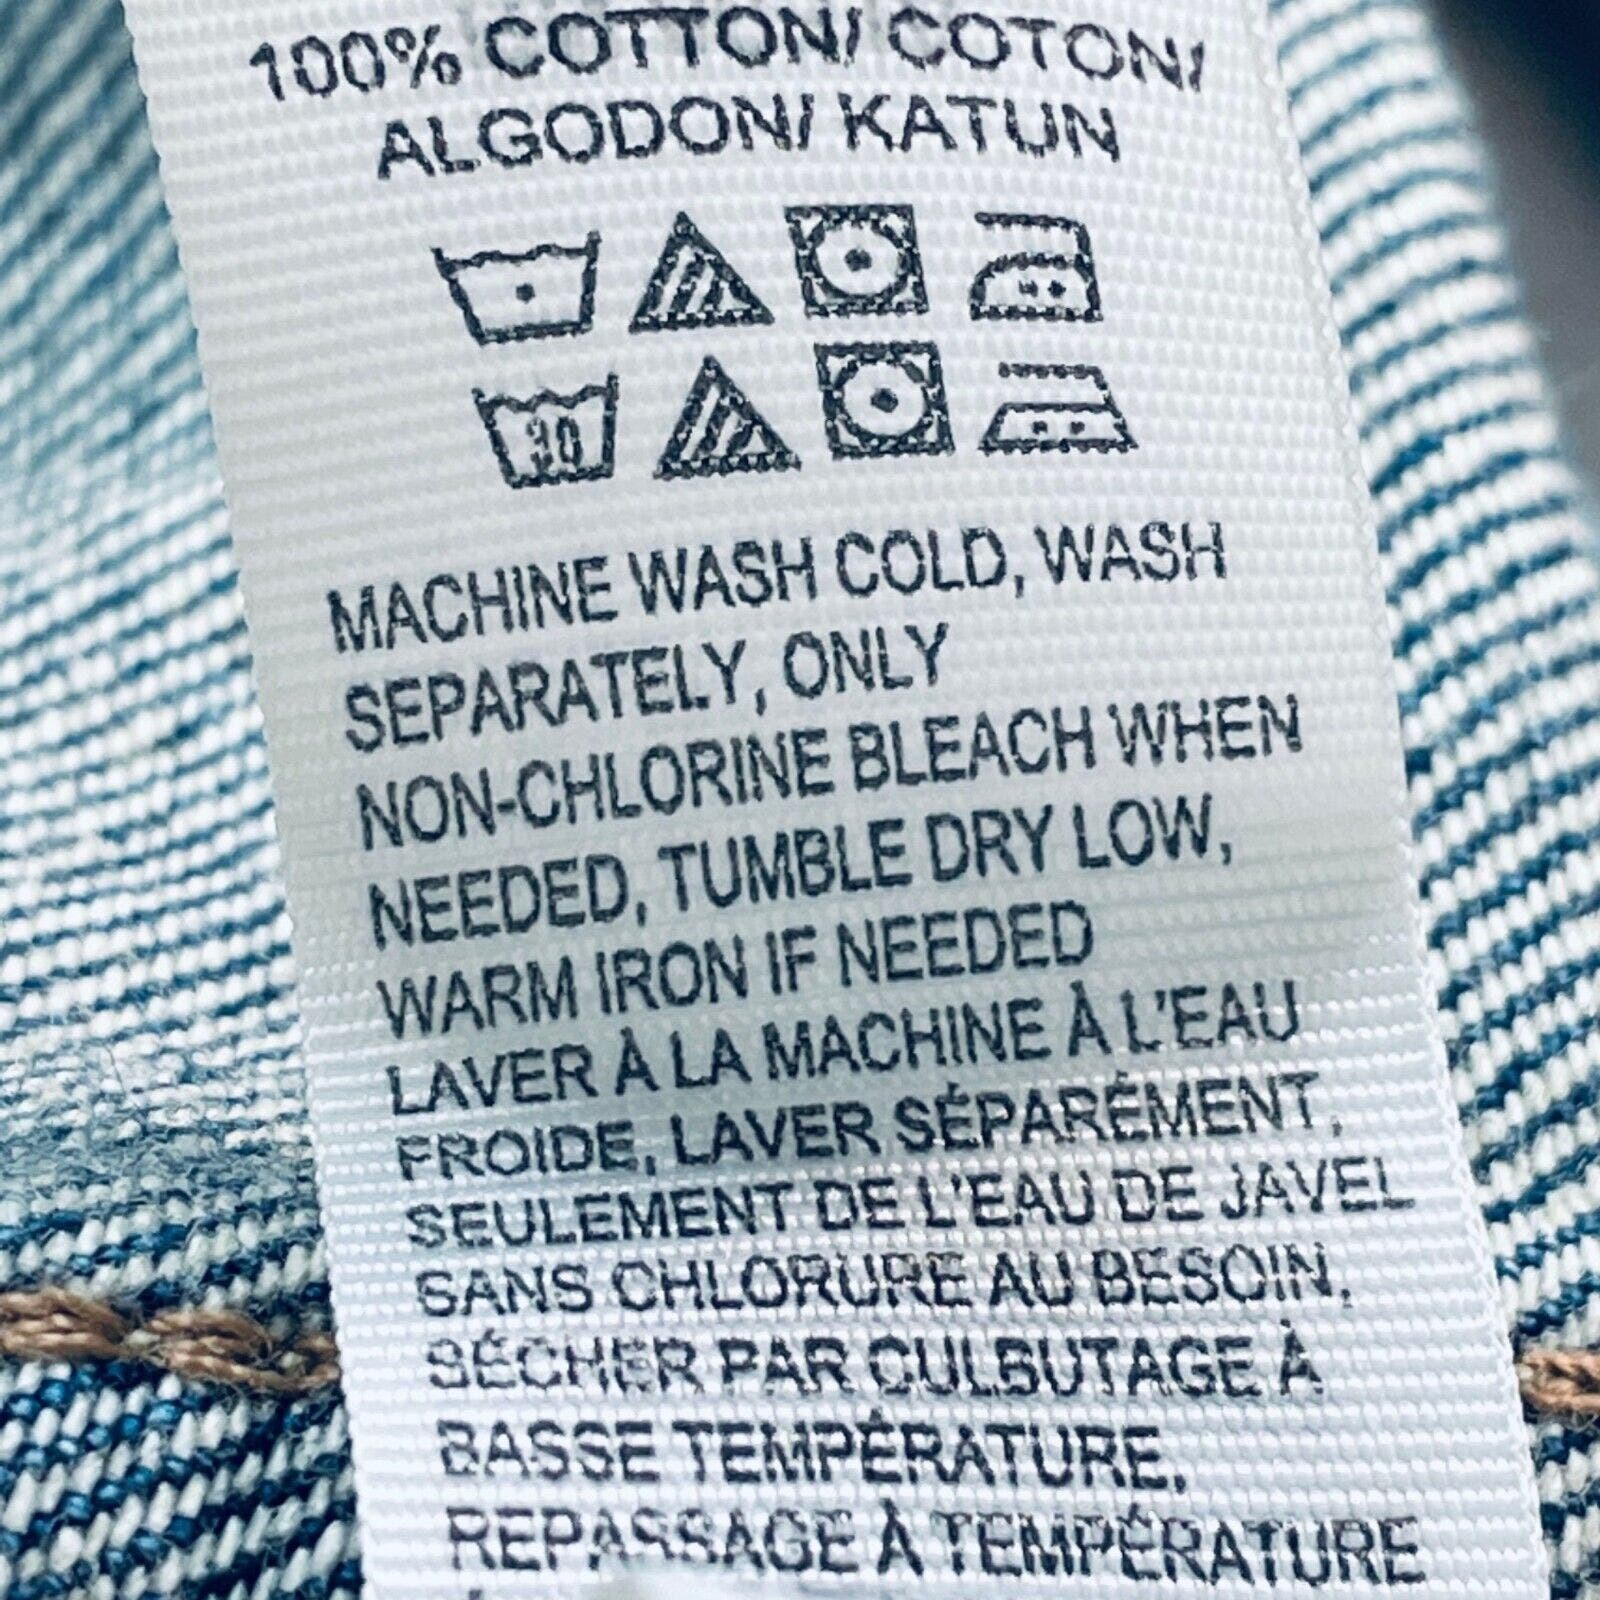 100% COTTON/ COTON/
ALGODON/ KATUN
30
MACHINE WASH COLD, WASH
SEPARATELY, ONLY
NON-CHLORINE BLEACH WHEN
NEEDED, TUMBLE DRY LOW,
WARM IRON IF NEEDED
LAVER À LA MACHINE À L'EAU
FROIDE, LAVER SÉPARÉMENT,
SEULEMENT DE L'EAU DE JAVEL
SANS CHLORURE AU BESOIN,
SÉCHER PAR CULBUTAGE À
BASSE TEMPÉRATURE,
REPASSAGE À TEMPÉRATURE